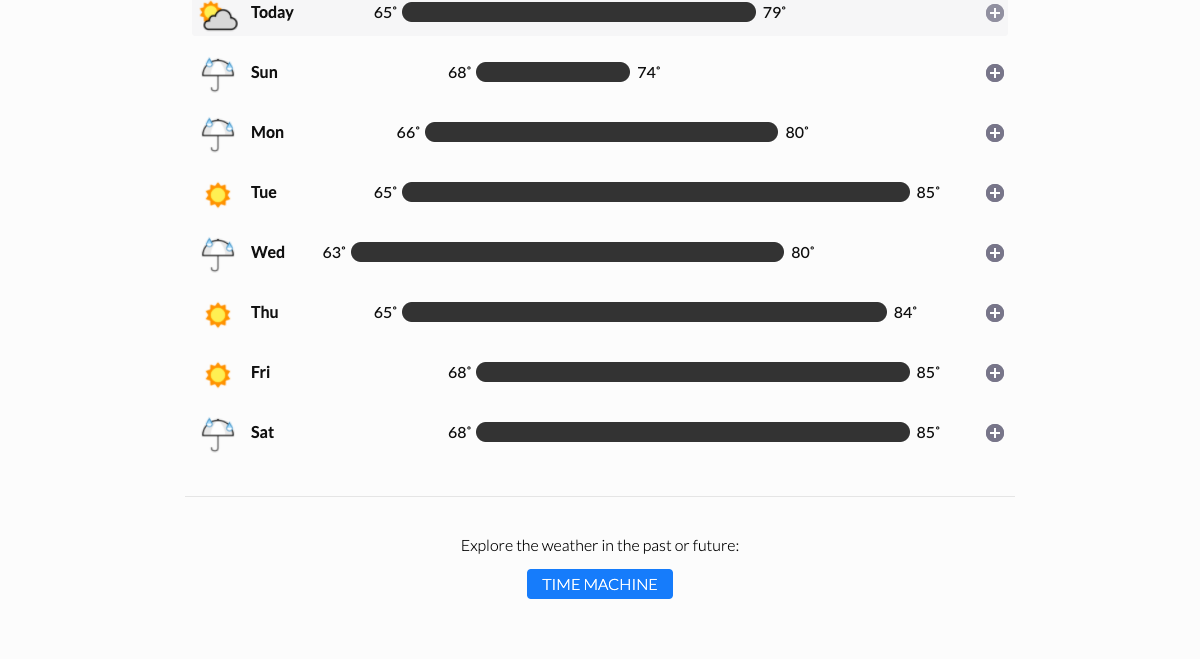 Today 65˚ 79˚
Sun 68˚ 74˚
Mon 66˚ 80˚
Tue 65˚ 85˚
Wed 63˚ 80˚
Thu 65˚ 84˚
Fri 68˚ 85˚
Sat 68˚ 85˚
Explore the weather in the past or future:
TIME MACHINE